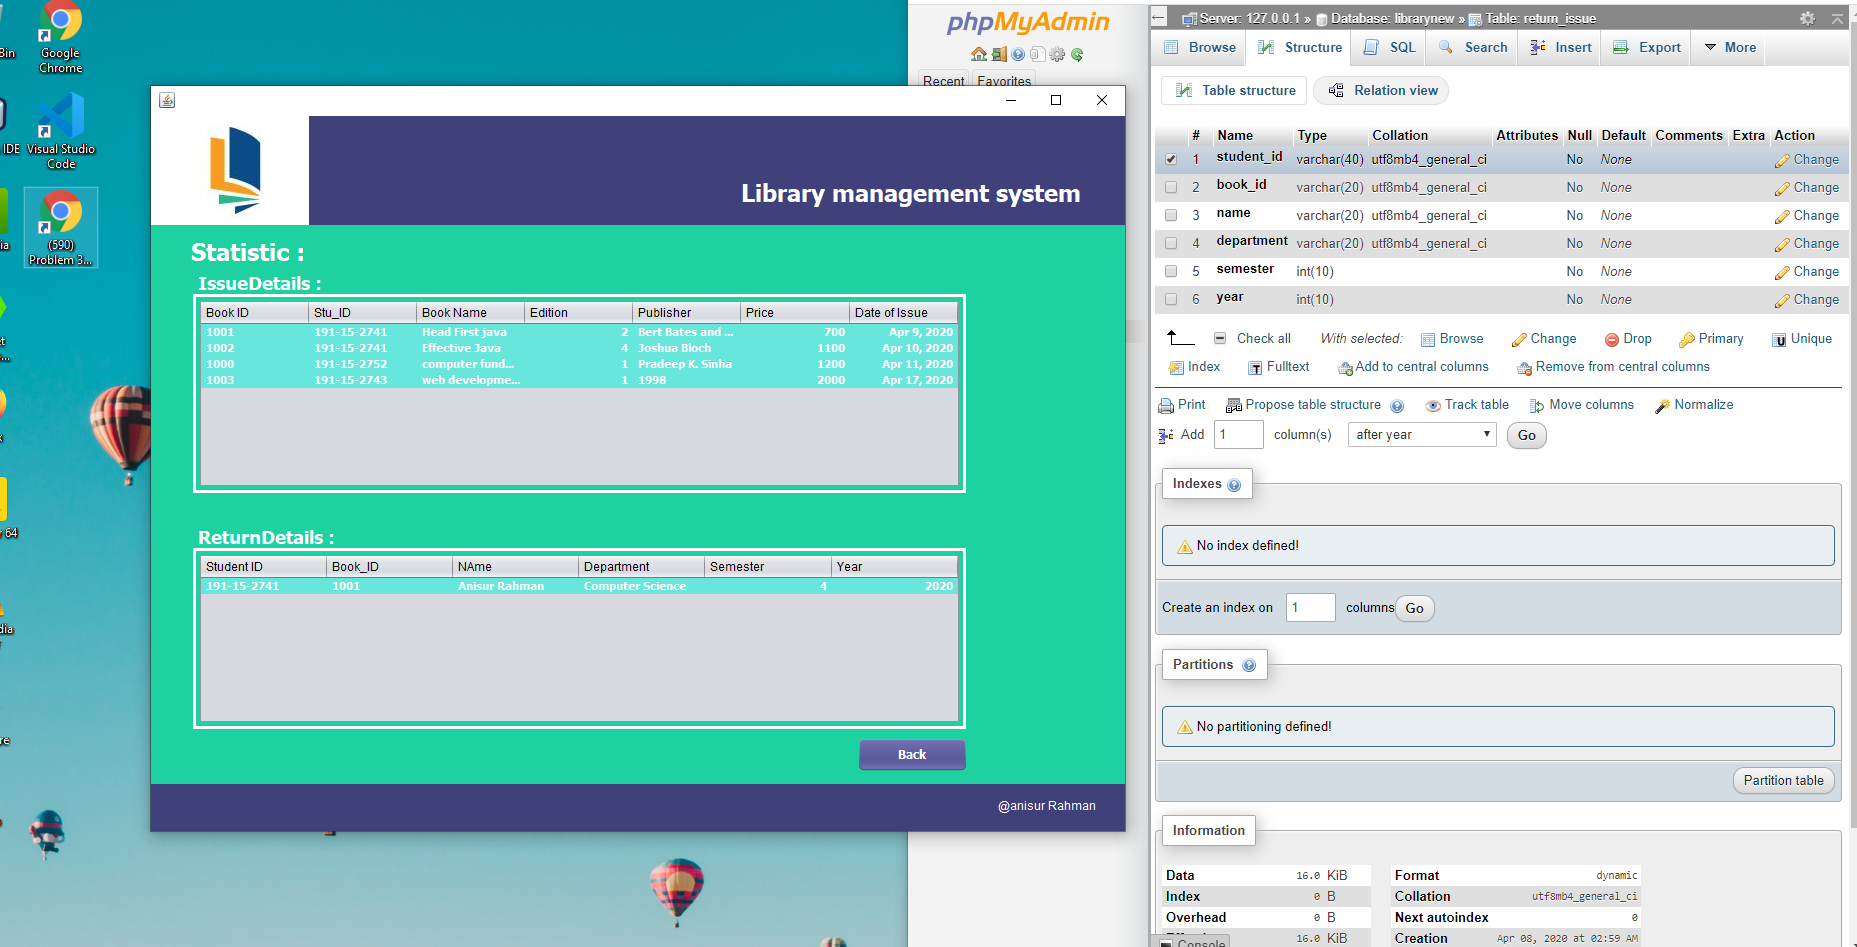 Bin
Google
Chrome
IDE
Visual Studio
Code
(590)
Problem 3...
64
Library management system
Statistic :
IssueDetails :
Book ID Stu_ID Book Name Edition Publisher Price Date of Issue
1001 191-15-2741 Head First java 2 Bert Bates and ... 700 Apr 9, 2020
1002 191-15-2741 Effective Java 4 Joshua Bloch 1100 Apr 10, 2020
1000 191-15-2752 computer fund... 1 Pradeep K. Sinha 1200 Apr 11, 2020
1003 191-15-2743 web developme... 1 1998 2000 Apr 17, 2020
ReturnDetails :
Student ID Book_ID NAme Department Semester Year
191-15-2741 1001 Anisur Rahman Computer Science 4 2020
Back
@anisur Rahman
phpMyAdmin
Recent Favorites
Server: 127.0.0.1 » Database: librarynew » Table: return_issue
Browse Structure SQL Search Insert Export More
Table structure Relation view
# Name Type Collation Attributes Null Default Comments Extra Action
1 student_id varchar(40) utf8mb4_general_ci No None Change
2 book_id varchar(20) utf8mb4_general_ci No None Change
3 name varchar(20) utf8mb4_general_ci No None Change
4 department varchar(20) utf8mb4_general_ci No None Change
5 semester int(10) No None Change
6 year int(10) No None Change
Check all With selected: Browse Change Drop Primary Unique
Index Fulltext Add to central columns Remove from central columns
Print Propose table structure Track table Move columns Normalize
Add 1 column(s) after year Go
Indexes
No index defined!
Create an index on 1 columns Go
Partitions
No partitioning defined!
Partition table
Information
Data 16.0 KiB Format dynamic
Index 0 B Collation utf8mb4_general_ci
Overhead 0 B Next autoindex 0
16.0 KiB Creation Apr 08, 2020 at 02:59 AM
Console